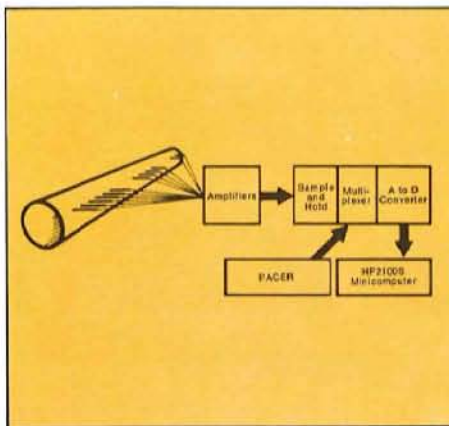 Amplifiers
Sample
and
Hold
Multi-
plexer
A to D
Converter
PACER
HP2100S
Minicomputer